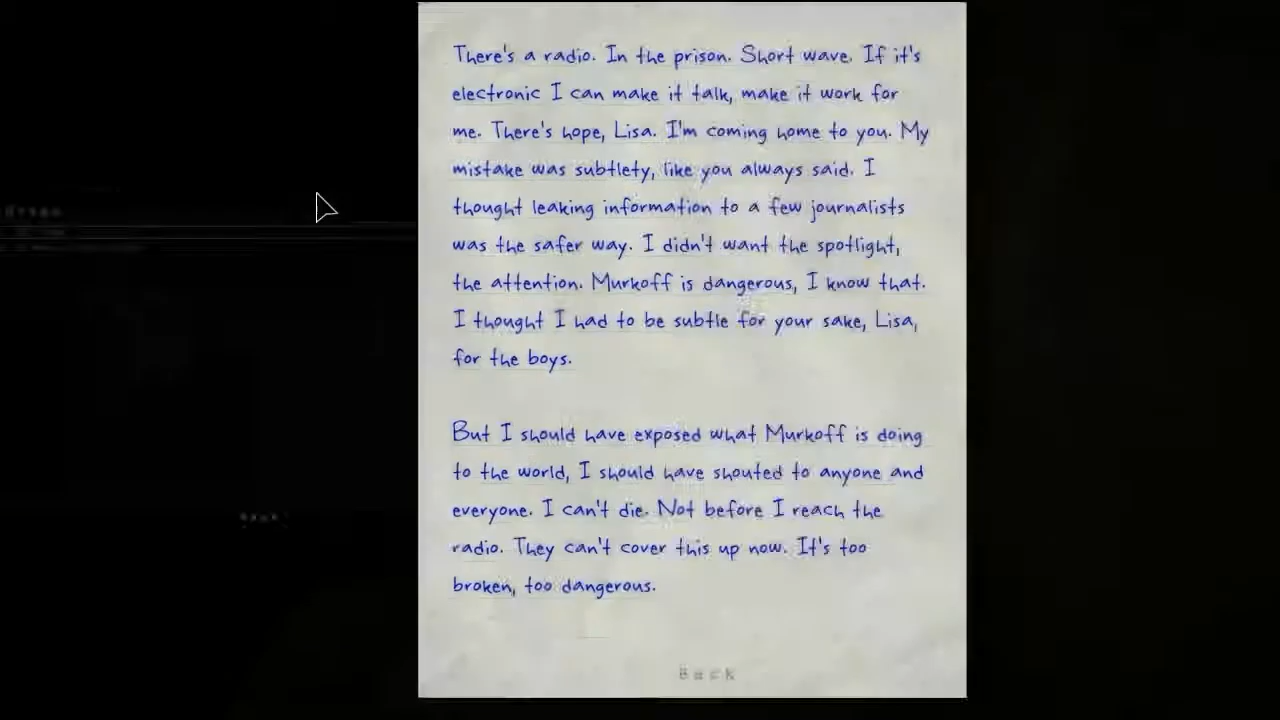 There's a radio. In the prison. Short wave. If it's
electronic I can make it talk, make it work for
me. There's hope, Lisa. I'm coming home to you. My
mistake was subtlety, like you always said. I
thought leaking information to a few journalists
was the safer way. I didn't want the spotlight,
the attention. Murkoff is dangerous, I know that.
I thought I had to be subtle for your sake, Lisa,
for the boys.
But I should have exposed what Murkoff is doing
to the world, I should have shouted to anyone and
everyone. I can't die. Not before I reach the
radio. They can't cover this up now. It's too
broken, too dangerous.
Back